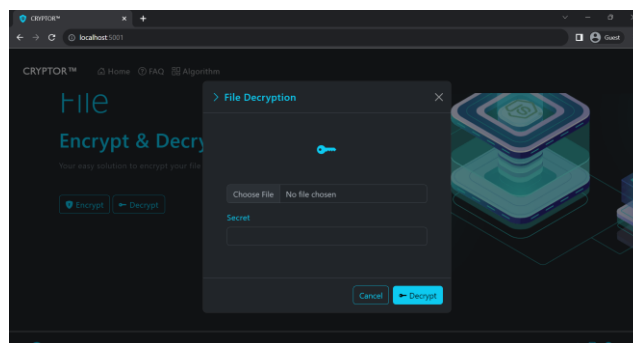 CRYPTOR™
localhost:5001
Guest
CRYPTOR™ Home FAQ Algorithm
File
Encrypt & Decry
Your easy solution to encrypt your file
Encrypt Decrypt
File Decryption
Choose File No file chosen
Secret
Cancel Decrypt